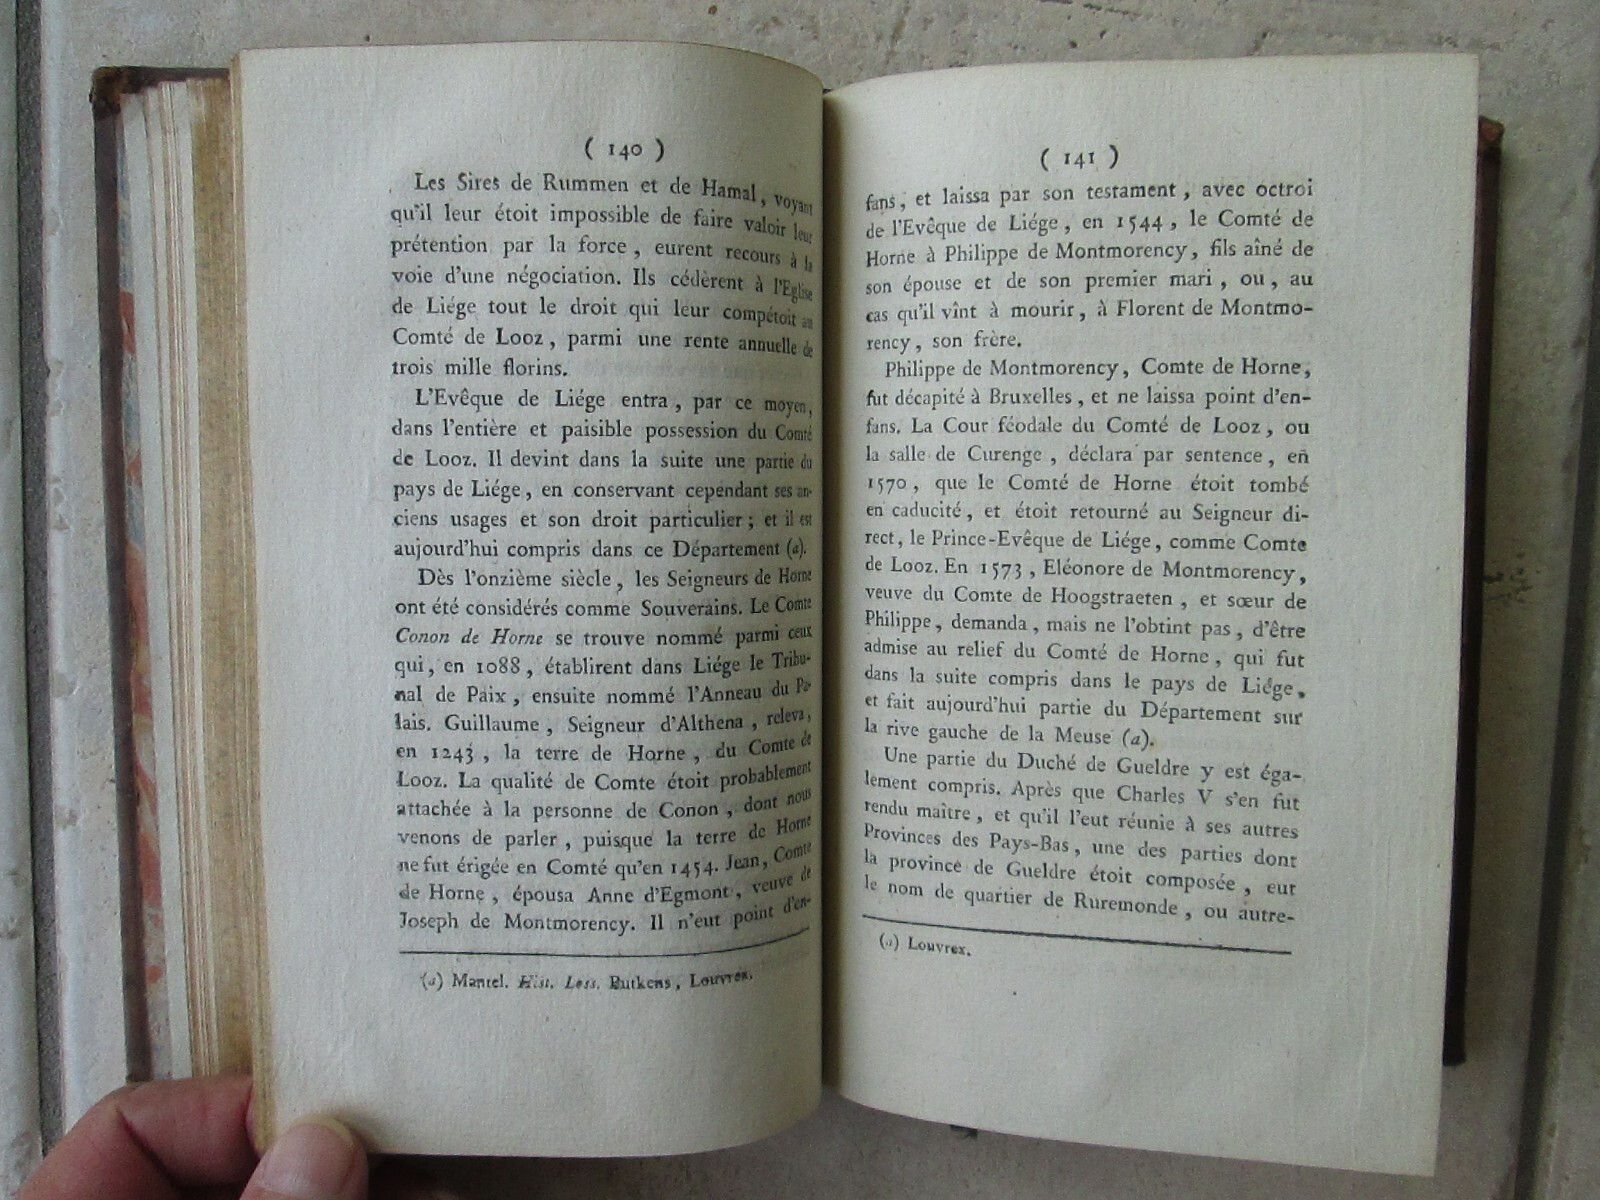 ( 140 )
Les Sires de Rummen et de Hamal, voyant
qu'il leur étoit impossible de faire valoir leur
prétention par la force, eurent recours à la
voie d'une négociation. Ils cédèrent à l'Eglise
de Liége tout le droit qui leur compétoit au
Comté de Looz, parmi une rente annuelle de
trois mille florins.
L'Evêque de Liége entra, par ce moyen,
dans l'entière et paisible possession du Comté
de Looz. Il devint dans la suite une partie du
pays de Liége, en conservant cependant ses an-
ciens usages et son droit particulier; et il est
aujourd'hui compris dans ce Département (a).
Dès l'onzième siècle, les Seigneurs de Horne
ont été considérés comme Souverains. Le Comte
Conon de Horne se trouve nommé parmi ceux
qui, en 1088, établirent dans Liége le Tribu-
nal de Paix, ensuite nommé l'Anneau du Pa-
lais. Guillaume, Seigneur d'Althena, releva,
en 1243, la terre de Horne, du Comte de
Looz. La qualité de Comte étoit probablement
attachée à la personne de Conon, dont nous
venons de parler, puisque la terre de Horne
ne fut érigée en Comté qu'en 1454. Jean, Comte
de Horne, épousa Anne d'Egmont, veuve de
Joseph de Montmorency. Il n'eut point d'en-
(a) Mantel. Hist. Loss. Butkens, Louvrex.
( 141 )
fans, et laissa par son testament, avec octroi
de l'Evêque de Liége, en 1544, le Comté de
Horne à Philippe de Montmorency, fils aîné de
son épouse et de son premier mari, ou, au
cas qu'il vînt à mourir, à Florent de Montmo-
rency, son frère.
Philippe de Montmorency, Comte de Horne,
fut décapité à Bruxelles, et ne laissa point d'en-
fans. La Cour féodale du Comté de Looz, ou
la salle de Curenge, déclara par sentence, en
1570, que le Comté de Horne étoit tombé
en caducité, et étoit retourné au Seigneur di-
rect, le Prince-Evêque de Liége, comme Comte
de Looz. En 1573, Eléonore de Montmorency,
veuve du Comte de Hoogstraeten, et sœur de
Philippe, demanda, mais ne l'obtint pas, d'être
admise au relief du Comté de Horne, qui fut
dans la suite compris dans le pays de Liége,
et fait aujourd'hui partie du Département sur
la rive gauche de la Meuse (a).
Une partie du Duché de Gueldre y est éga-
lement compris. Après que Charles V s'en fut
rendu maître, et qu'il l'eut réunie à ses autres
Provinces des Pays-Bas, une des parties dont
la province de Gueldre étoit composée, eut
le nom de quartier de Ruremonde, ou autre-
(a) Louvrex.